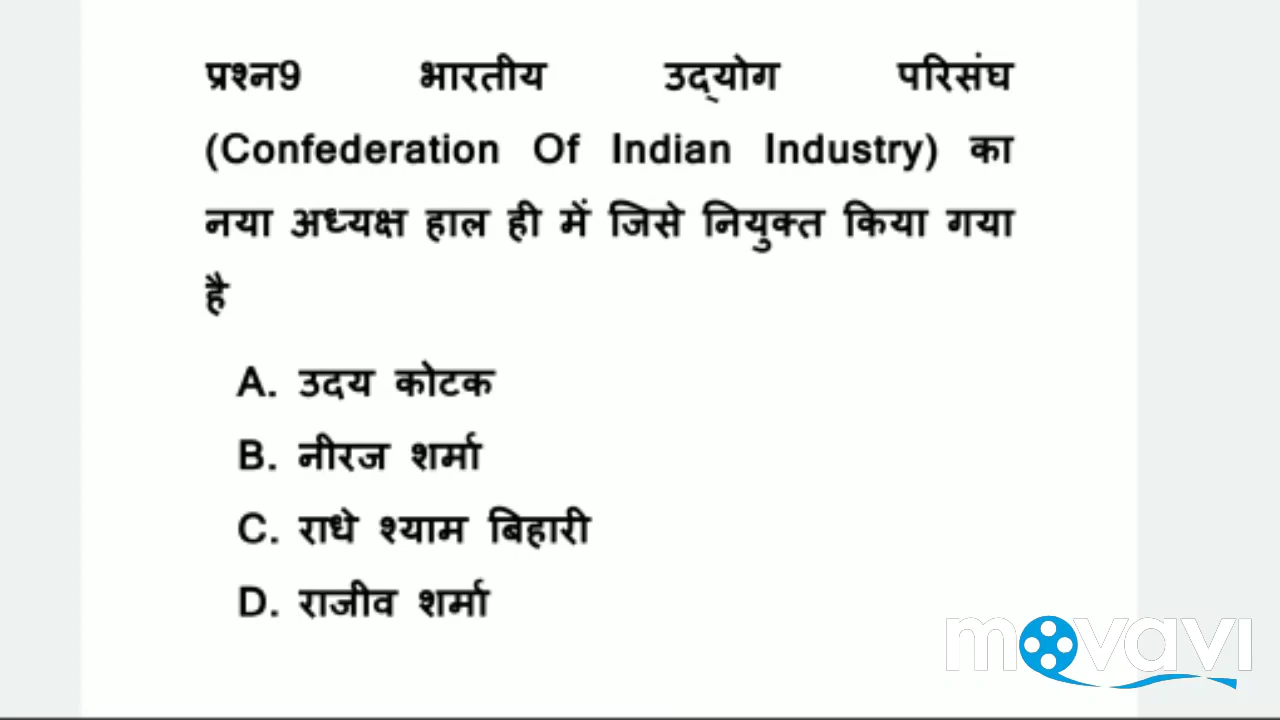 प्रश्न9 भारतीय उद्योग परिसंघ
(Confederation Of Indian Industry) का
नया अध्यक्ष हाल ही में जिसे नियुक्त किया गया
है
A. उदय कोटक
B. नीरज शर्मा
C. राधे श्याम बिहारी
D. राजीव शर्मा
movavi